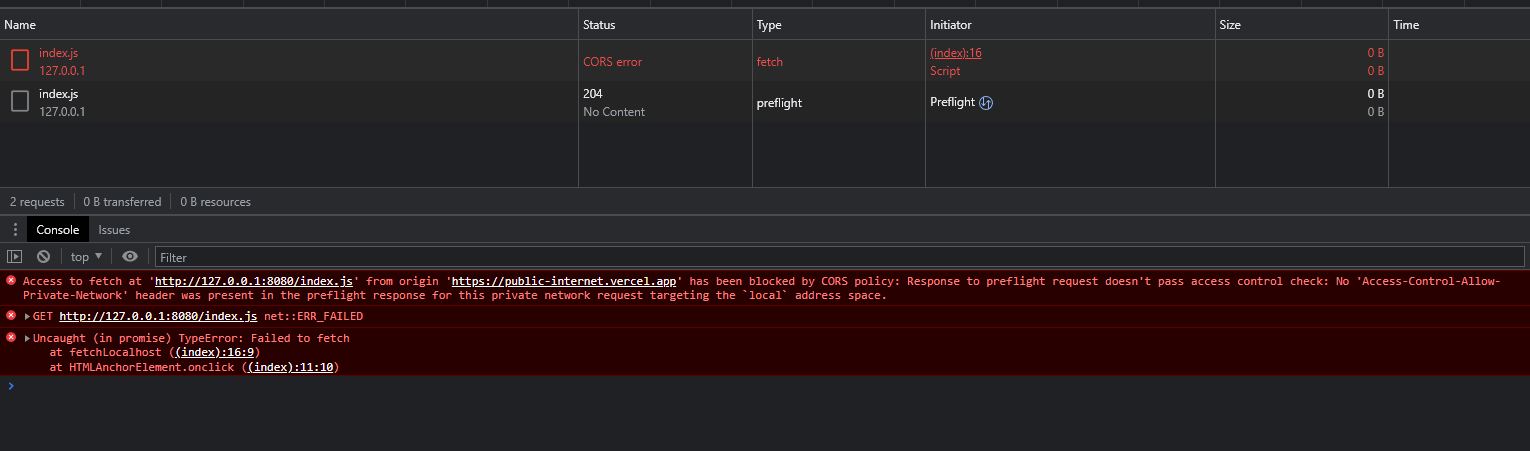 Name Status Type Initiator Size Time
index.js CORS error fetch (index):16 0 B
127.0.0.1 Script 0 B
index.js 204 preflight Preflight 0 B
127.0.0.1 No Content 0 B
2 requests 0 B transferred 0 B resources
Console Issues
top Filter
Access to fetch at 'http://127.0.0.1:8080/index.js' from origin 'https://public-internet.vercel.app' has been blocked by CORS policy: Response to preflight request doesn't pass access control check: No 'Access-Control-Allow-
Private-Network' header was present in the preflight response for this private network request targeting the `local` address space.
GET http://127.0.0.1:8080/index.js net::ERR_FAILED
Uncaught (in promise) TypeError: Failed to fetch
at fetchLocalhost ((index):16:9)
at HTMLAnchorElement.onclick ((index):11:10)